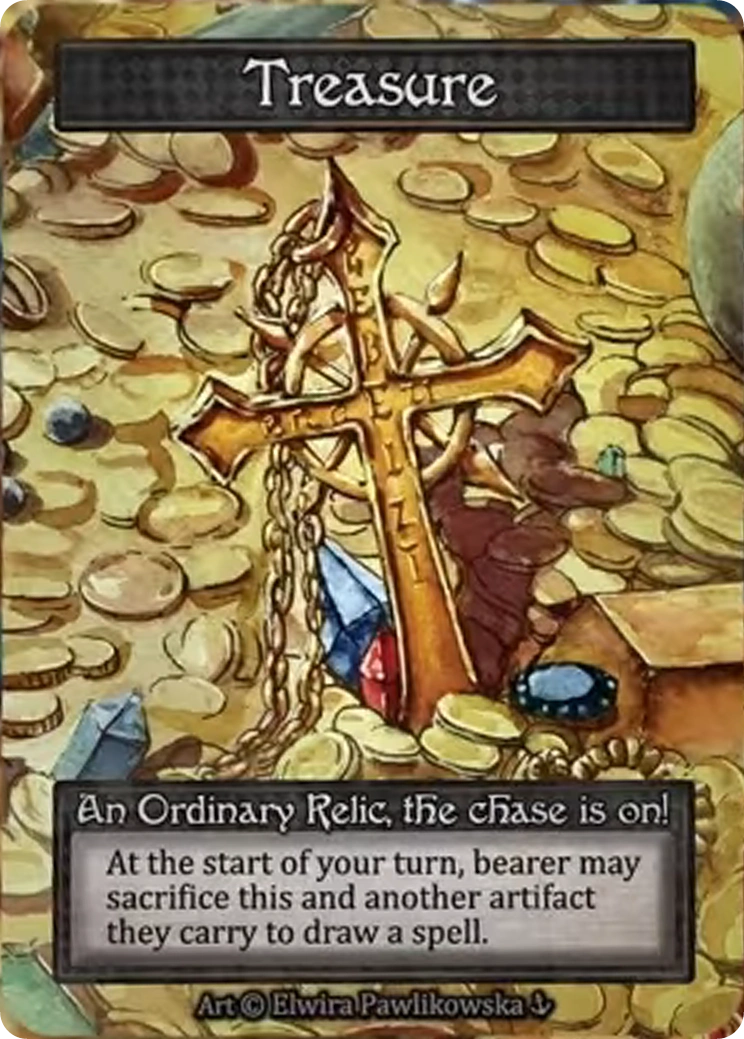 Treasure
An Ordinary Relic, the chase is on!
At the start of your turn, bearer may
sacrifice this and another artifact
they carry to draw a spell.
Art © Elwira Pawlikowska